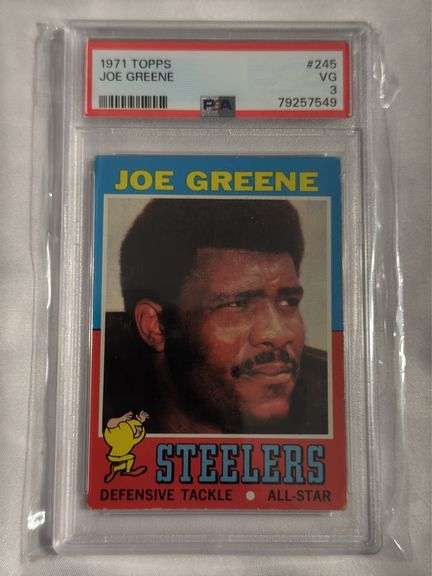 1971 TOPPS #245
JOE GREENE VG
3
PSA 79257549
JOE GREENE
STEELERS
DEFENSIVE TACKLE • ALL-STAR